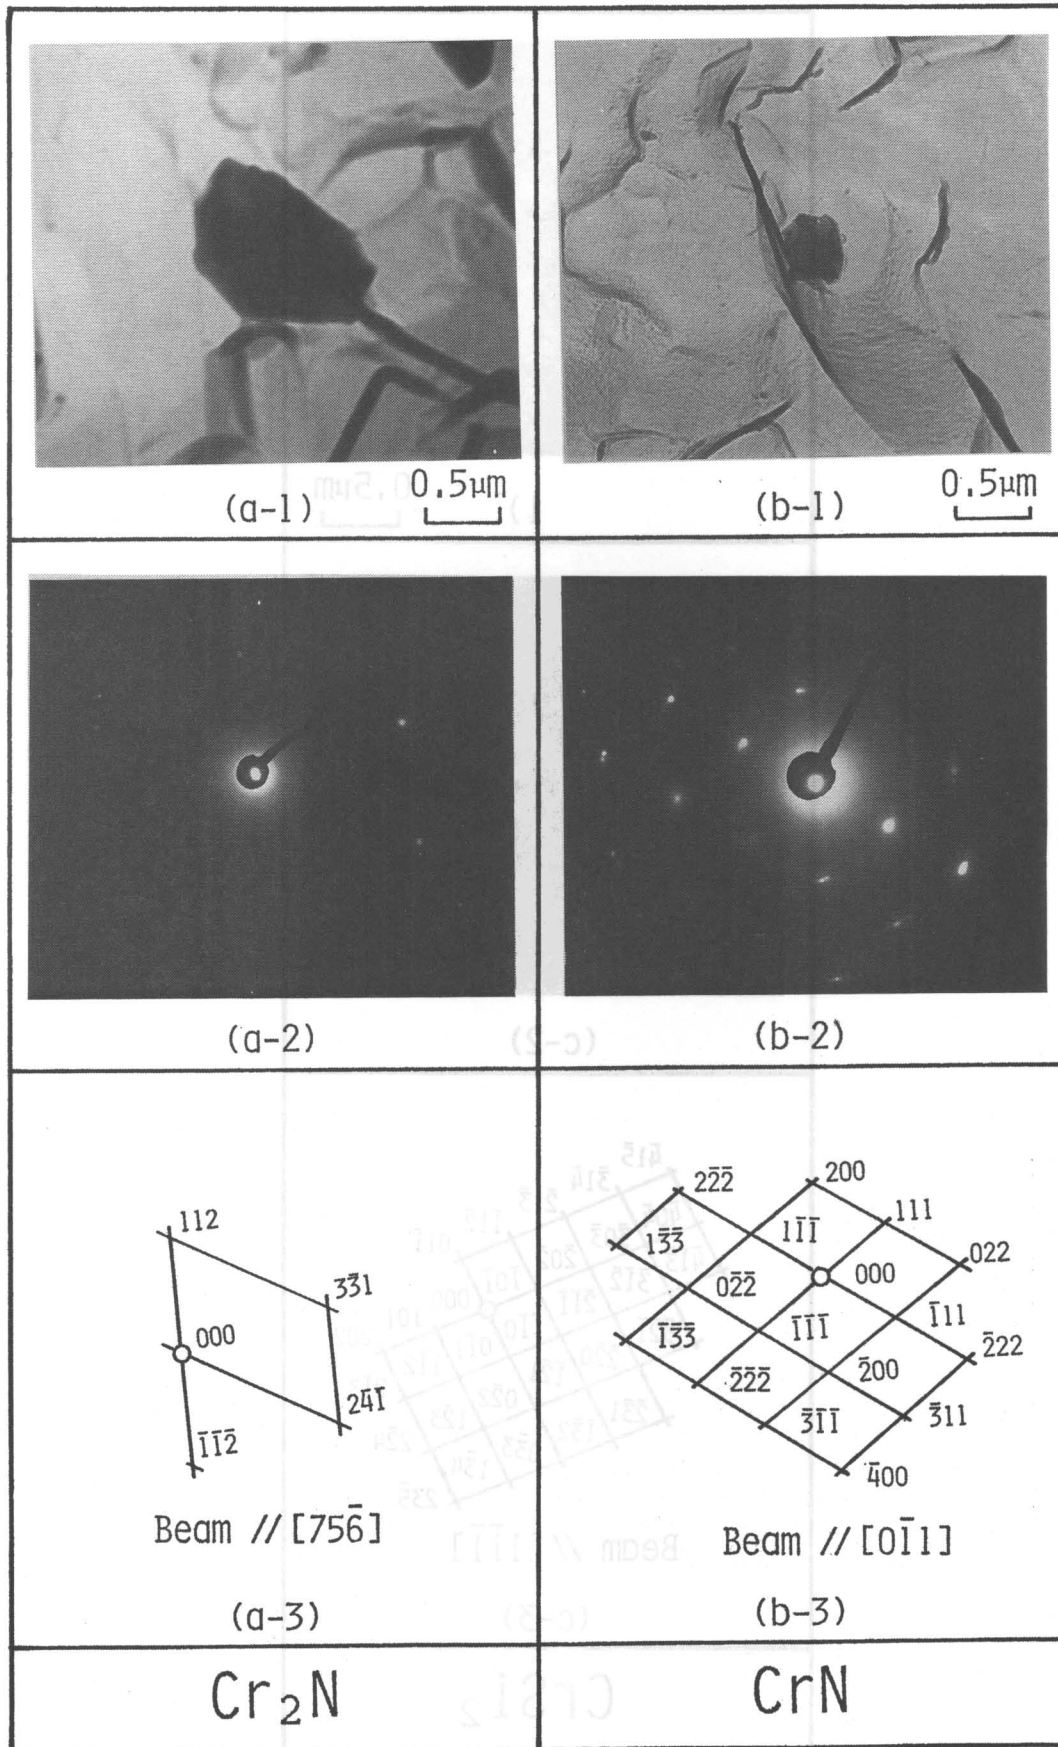 (a-1) 0.5μm
(b-1) 0.5μm
(a-2)
(b-2)
112
33̄1
000
24̄1̄
1̄1̄2̄
Beam // [756̄]
(a-3)
22̄2̄
200
13̄3̄
11̄1̄
111
02̄2̄
000
022
1̄3̄3̄
1̄1̄1̄
1̄11
2̄2̄2̄
2̄00
2̄22
3̄1̄1̄
3̄11
4̄00
Beam // [01̄1]
(b-3)
Cr₂N
CrN